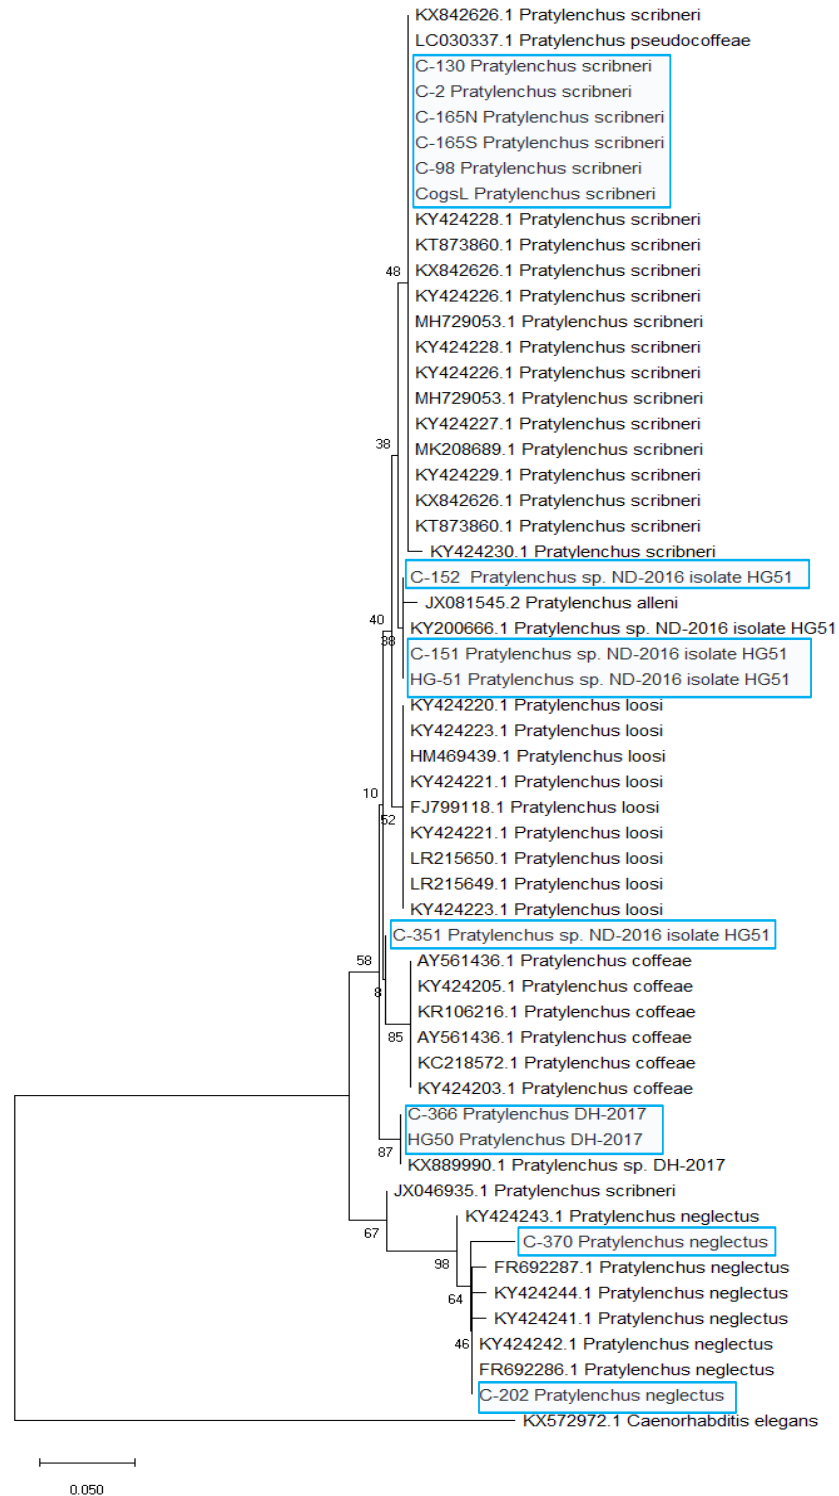 KX842626.1 Pratylenchus scribneri
LC030337.1 Pratylenchus pseudocoffeae
C-130 Pratylenchus scribneri
C-2 Pratylenchus scribneri
C-165N Pratylenchus scribneri
C-165S Pratylenchus scribneri
C-98 Pratylenchus scribneri
CogsL Pratylenchus scribneri
KY424228.1 Pratylenchus scribneri
KT873860.1 Pratylenchus scribneri
48 KX842626.1 Pratylenchus scribneri
KY424226.1 Pratylenchus scribneri
MH729053.1 Pratylenchus scribneri
KY424228.1 Pratylenchus scribneri
KY424226.1 Pratylenchus scribneri
MH729053.1 Pratylenchus scribneri
KY424227.1 Pratylenchus scribneri
38 MK208689.1 Pratylenchus scribneri
KY424229.1 Pratylenchus scribneri
KX842626.1 Pratylenchus scribneri
KT873860.1 Pratylenchus scribneri
KY424230.1 Pratylenchus scribneri
C-152 Pratylenchus sp. ND-2016 isolate HG51
JX081545.2 Pratylenchus alleni
40
KY200666.1 Pratylenchus sp. ND-2016 isolate HG51
38
C-151 Pratylenchus sp. ND-2016 isolate HG51
HG-51 Pratylenchus sp. ND-2016 isolate HG51
KY424220.1 Pratylenchus loosi
KY424223.1 Pratylenchus loosi
HM469439.1 Pratylenchus loosi
KY424221.1 Pratylenchus loosi
10
FJ799118.1 Pratylenchus loosi
52
KY424221.1 Pratylenchus loosi
LR215650.1 Pratylenchus loosi
LR215649.1 Pratylenchus loosi
KY424223.1 Pratylenchus loosi
C-351 Pratylenchus sp. ND-2016 isolate HG51
58 AY561436.1 Pratylenchus coffeae
8 KY424205.1 Pratylenchus coffeae
KR106216.1 Pratylenchus coffeae
85 AY561436.1 Pratylenchus coffeae
KC218572.1 Pratylenchus coffeae
KY424203.1 Pratylenchus coffeae
C-366 Pratylenchus DH-2017
HG50 Pratylenchus DH-2017
87
KX889990.1 Pratylenchus sp. DH-2017
JX046935.1 Pratylenchus scribneri
KY424243.1 Pratylenchus neglectus
67
C-370 Pratylenchus neglectus
98 FR692287.1 Pratylenchus neglectus
64 KY424244.1 Pratylenchus neglectus
KY424241.1 Pratylenchus neglectus
46 KY424242.1 Pratylenchus neglectus
FR692286.1 Pratylenchus neglectus
C-202 Pratylenchus neglectus
KX572972.1 Caenorhabditis elegans
0.050